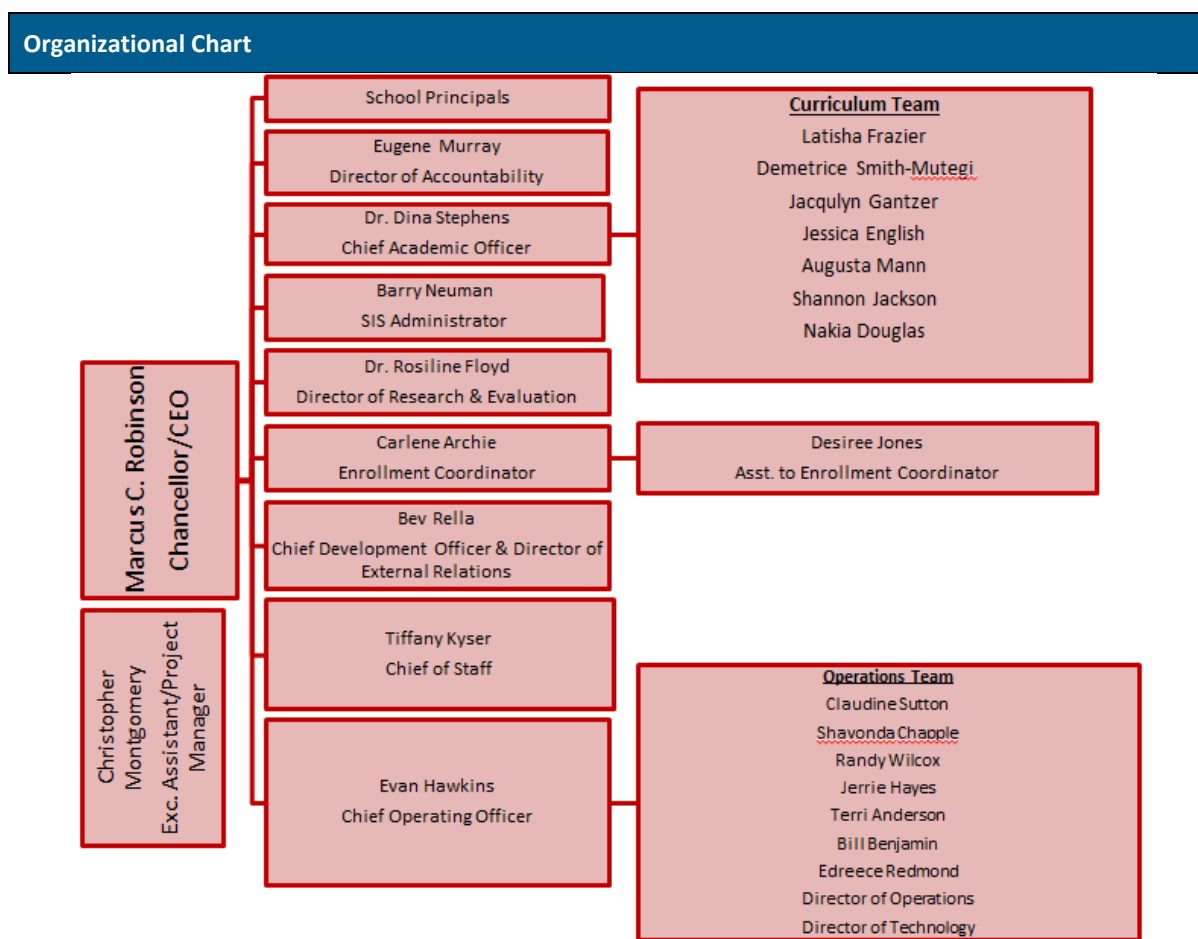 Organizational Chart
School Principals
Eugene Murray
Director of Accountability
Dr. Dina Stephens
Chief Academic Officer
Barry Neuman
SIS Administrator
Dr. Rosiline Floyd
Director of Research & Evaluation
Carlene Archie
Enrollment Coordinator
Bev Rella
Chief Development Officer & Director of
External Relations
Tiffany Kyser
Chief of Staff
Evan Hawkins
Chief Operating Officer
Marcus C. Robinson
Chancellor/CEO
Christopher
Montgomery
Exc. Assistant/Project
Manager
Curriculum Team
Latisha Frazier
Demetrice Smith-Mutegi
Jacqulyn Gantzer
Jessica English
Augusta Mann
Shannon Jackson
Nakia Douglas
Desiree Jones
Asst. to Enrollment Coordinator
Operations Team
Claudine Sutton
Shavonda Chapple
Randy Wilcox
Jerrie Hayes
Terri Anderson
Bill Benjamin
Edreece Redmond
Director of Operations
Director of Technology